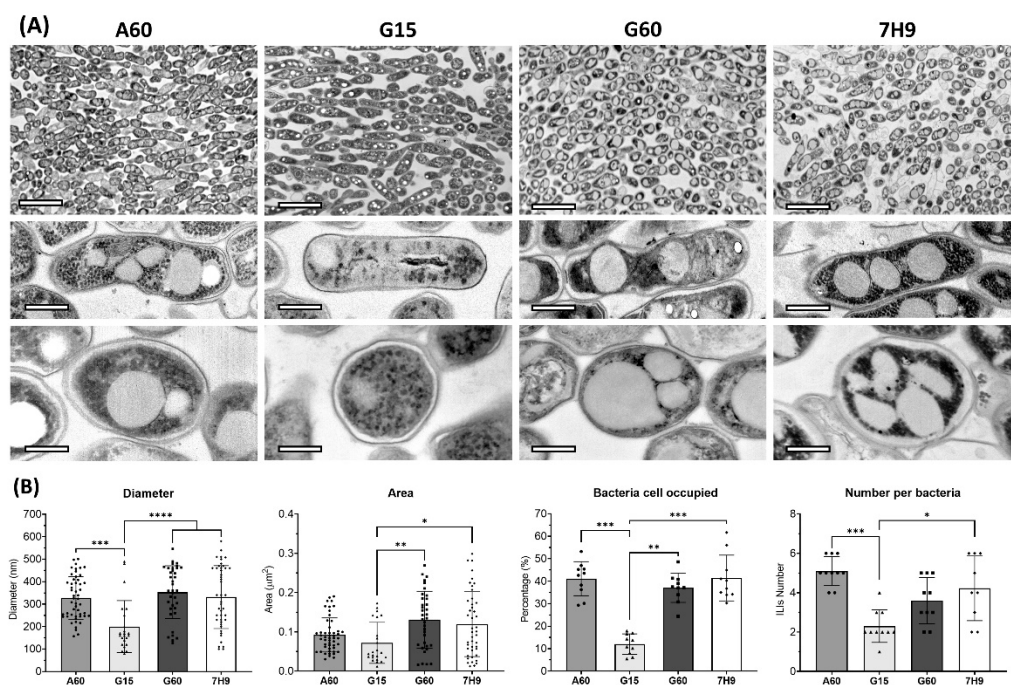 (A)
A60 G15 G60 7H9
(B)
Diameter
700
600
500
400
300
200
100
0
Diameter (nm)
***
****
A60 G15 G60 7H9
Area
0.4
0.3
0.2
0.1
0.0
Area (μm²)
**
*
A60 G15 G60 7H9
Bacteria cell occupied
70
60
50
40
30
20
10
0
Percentage (%)
***
**
***
A60 G15 G60 7H9
Number per bacteria
8
6
4
2
0
ILIs Number
***
*
A60 G15 G60 7H9